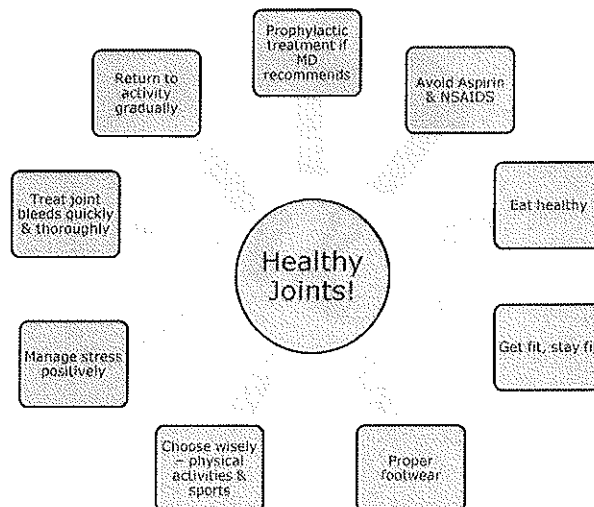 Prophylactic
treatment if
MD
recommends
Avoid Aspirin
& NSAIDS
Eat healthy
Get fit, stay fi
Proper
footwear
Choose wisely
– physical
activities &
sports
Manage stress
positively
Treat joint
bleeds quickly
& thoroughly
Return to
activity
gradually
Healthy
Joints!